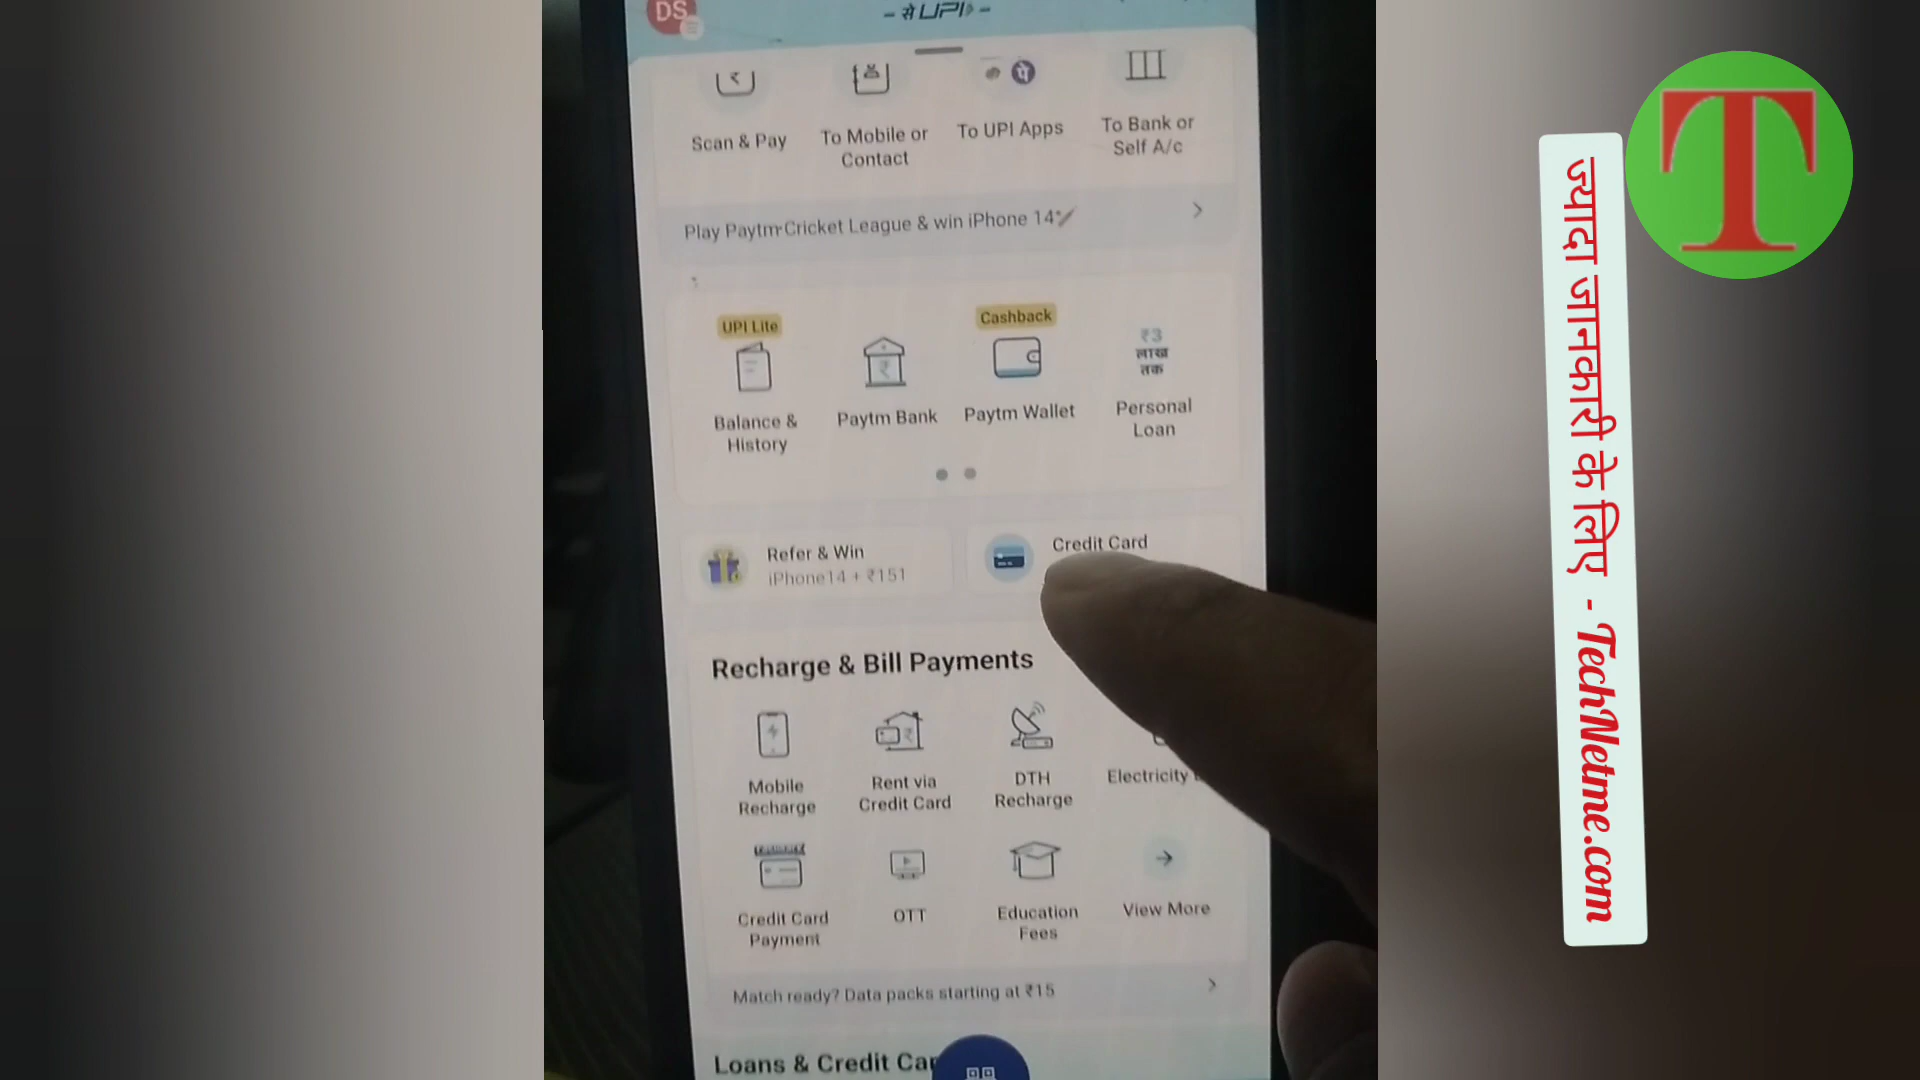 DS
- से UPI -
Scan & Pay
To Mobile or
Contact
To UPI Apps
To Bank or
Self A/c
Play Paytm Cricket League & win iPhone 14
UPI Lite
Balance &
History
Paytm Bank
Cashback
Paytm Wallet
₹3
लाख
तक
Personal
Loan
Refer & Win
iPhone14 + ₹151
Credit Card
Recharge & Bill Payments
Mobile
Recharge
Rent via
Credit Card
DTH
Recharge
Electricity
Credit Card
Payment
OTT
Education
Fees
View More
Match ready? Data packs starting at ₹15
Loans & Credit
T
ज्यादा जानकारी के लिए - TechNetme.com